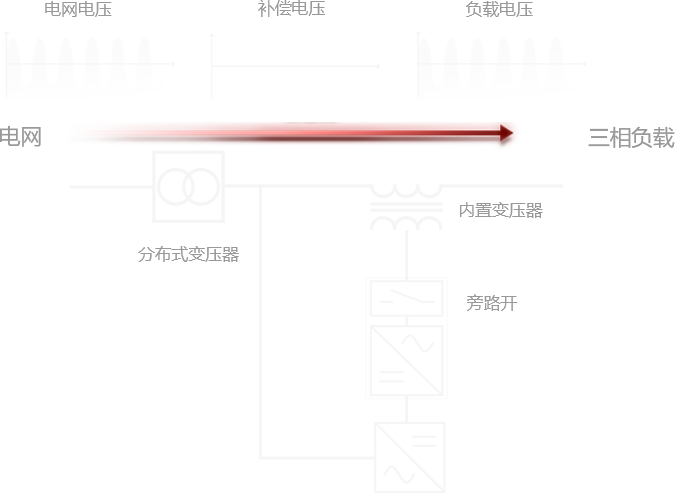 电网电压
补偿电压
负载电压
电网
三相负载
内置变压器
分布式变压器
旁路开